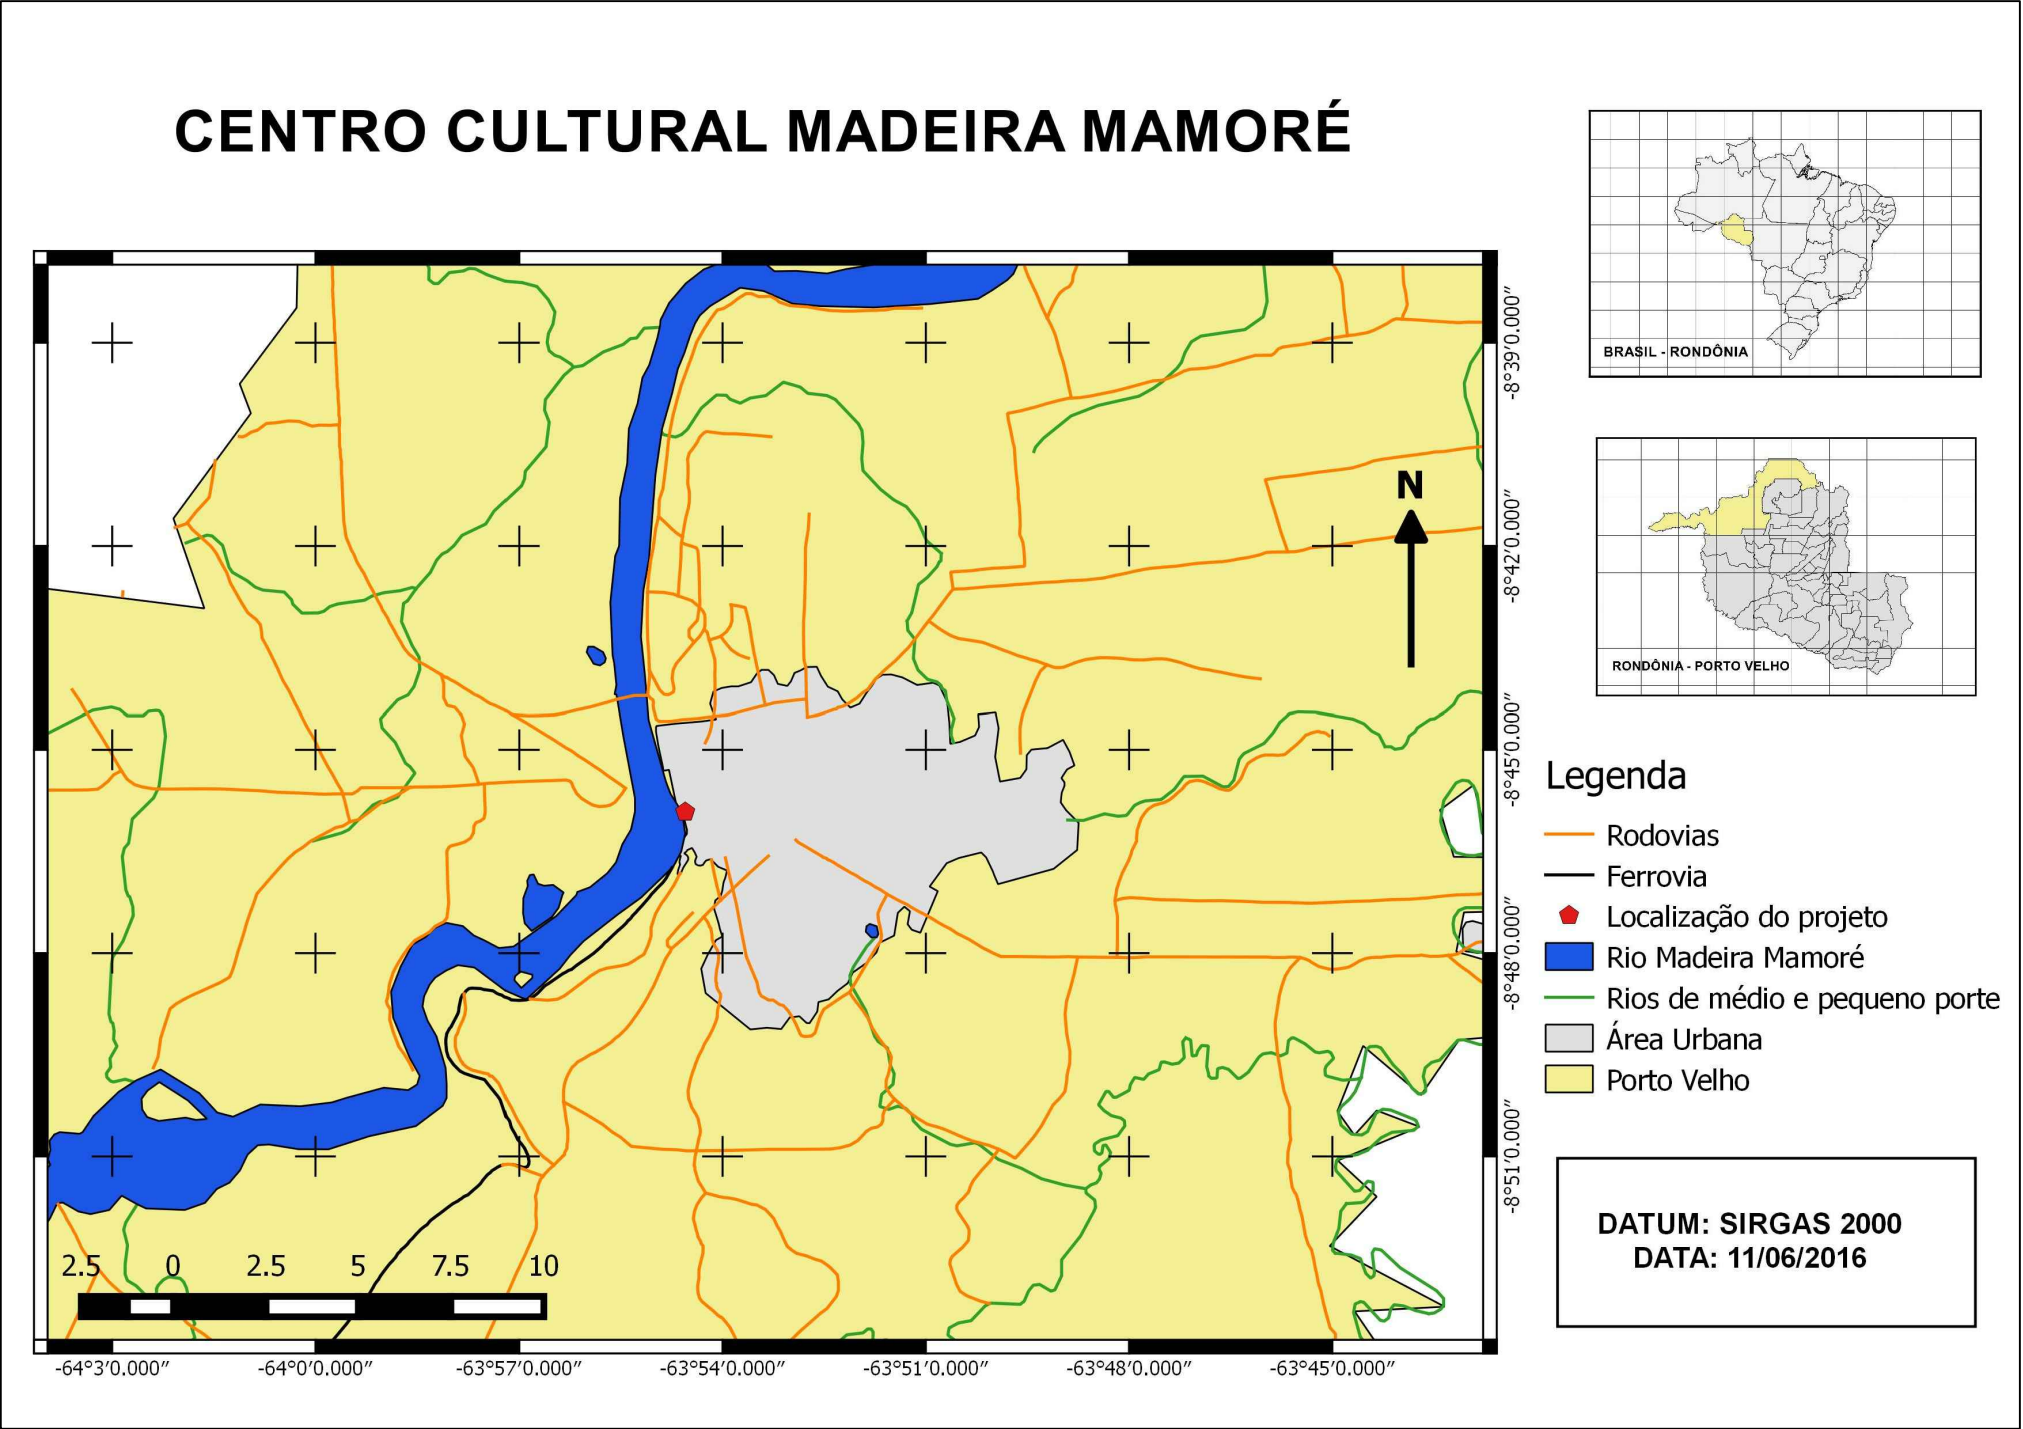 CENTRO CULTURAL MADEIRA MAMORÉ
BRASIL - RONDÔNIA
RONDÔNIA - PORTO VELHO
N
-8°39'0.000"
-8°42'0.000"
-8°45'0.000"
-8°48'0.000"
-8°51'0.000"
Legenda
Rodovias
Ferrovia
Localização do projeto
Rio Madeira Mamoré
Rios de médio e pequeno porte
Área Urbana
Porto Velho
DATUM: SIRGAS 2000
DATA: 11/06/2016
2.5 0 2.5 5 7.5 10
-64°3'0.000" -64°0'0.000" -63°57'0.000" -63°54'0.000" -63°51'0.000" -63°48'0.000" -63°45'0.000"